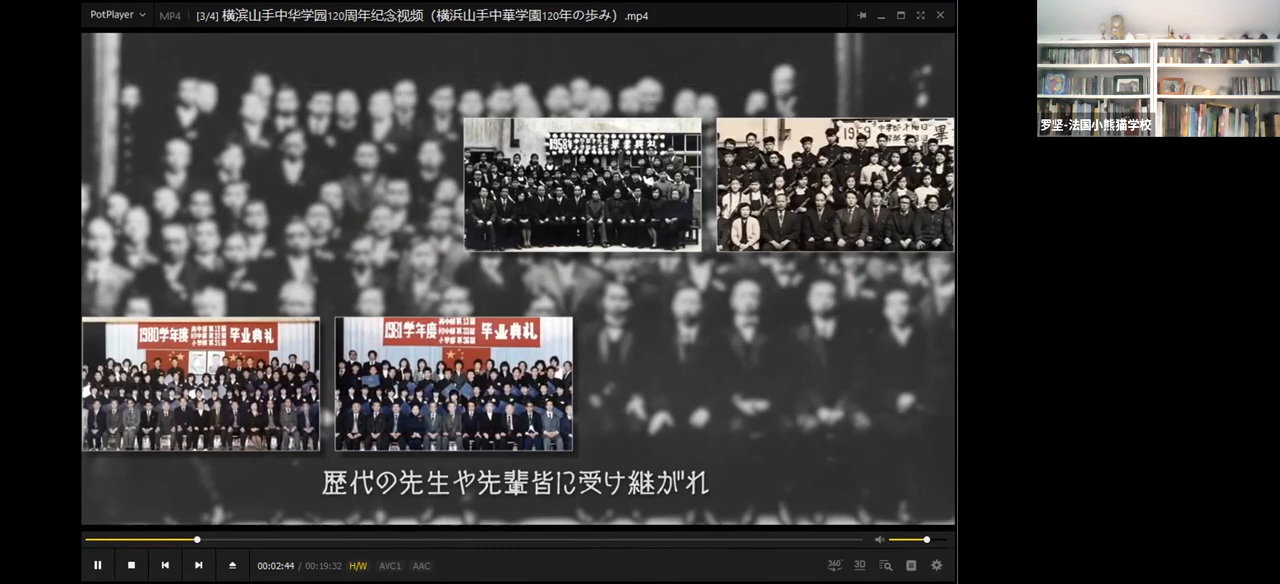 PotPlayer
MP4
[3/4] 横滨山手中华学园120周年纪念视频（横浜山手中華学園120年の歩み）.mp4
罗坚-法国小熊猫学校
1958
1959
1980学年度
毕业典礼
1981学年度
毕业典礼
歴代の先生や先輩皆に受け継がれ
00:02:44 / 00:19:32 H/W AVC1 AAC
360°
3D